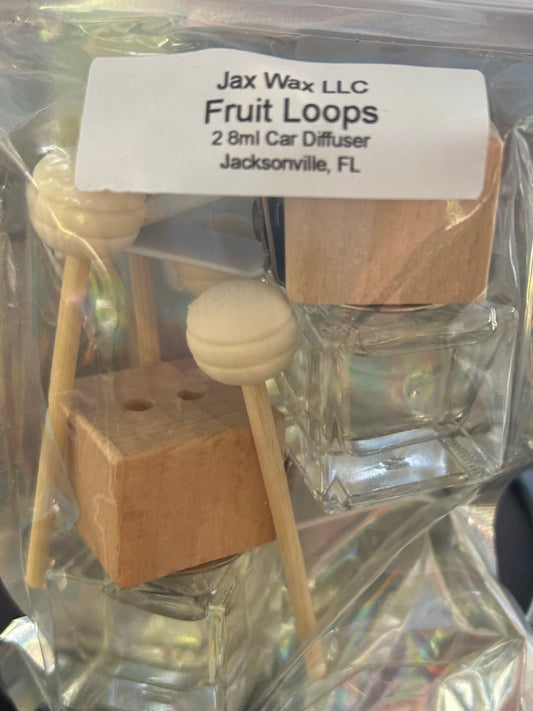 Jax Wax LLC
Fruit Loops
2 8ml Car Diffuser
Jacksonville, FL